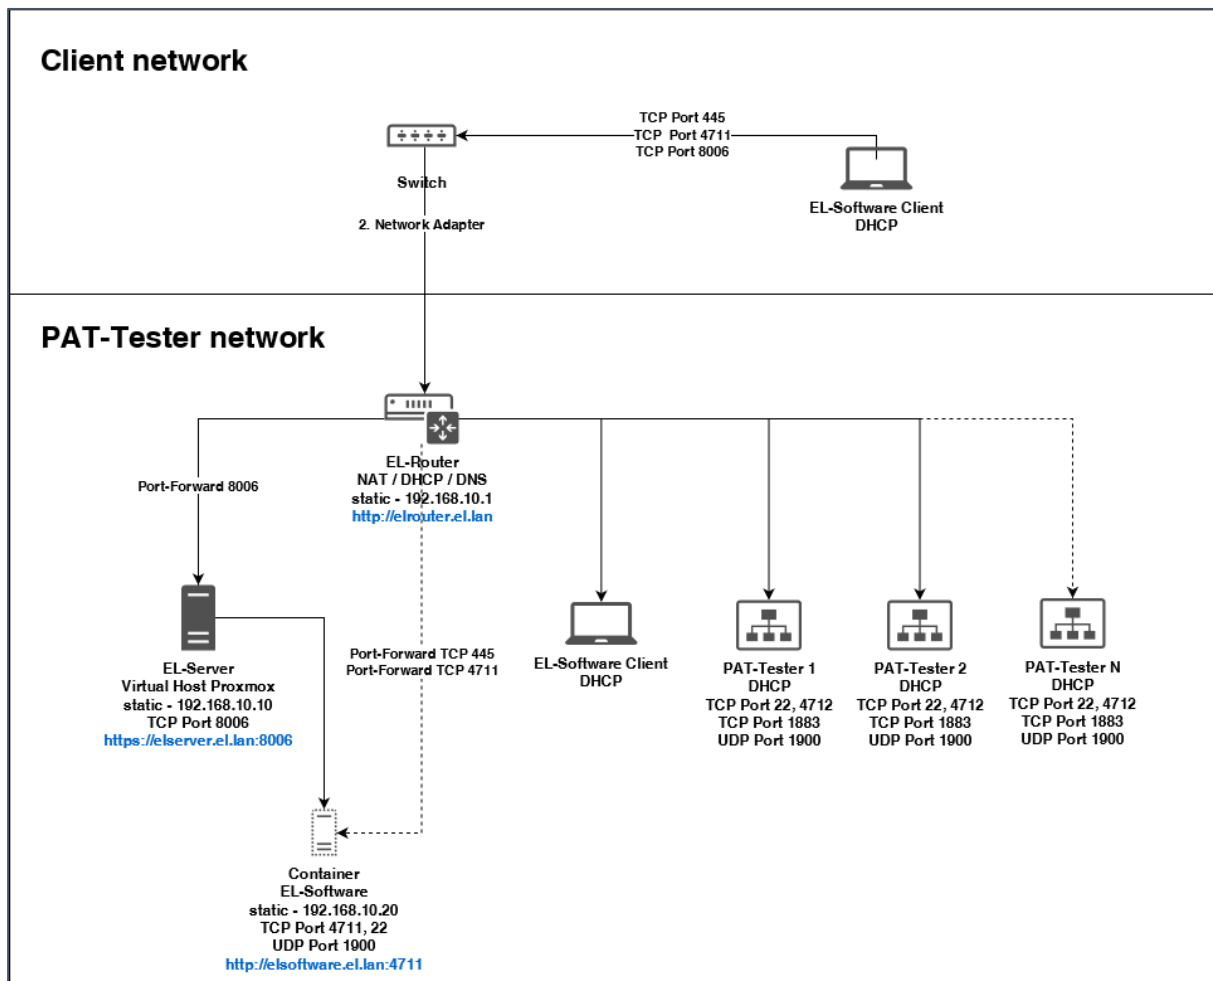 Client network
TCP Port 445
TCP Port 4711
TCP Port 8006
Switch
EL-Software Client
DHCP
2. Network Adapter
PAT-Tester network
EL-Router
NAT / DHCP / DNS
static - 192.168.10.1
http://elrouter.el.lan
Port-Forward 8006
EL-Server
Virtual Host Proxmox
static - 192.168.10.10
TCP Port 8006
https://elserver.el.lan:8006
Port-Forward TCP 445
Port-Forward TCP 4711
EL-Software Client
DHCP
PAT-Tester 1
DHCP
TCP Port 22, 4712
TCP Port 1883
UDP Port 1900
PAT-Tester 2
DHCP
TCP Port 22, 4712
TCP Port 1883
UDP Port 1900
PAT-Tester N
DHCP
TCP Port 22, 4712
TCP Port 1883
UDP Port 1900
Container
EL-Software
static - 192.168.10.20
TCP Port 4711, 22
UDP Port 1900
http://elsoftware.el.lan:4711